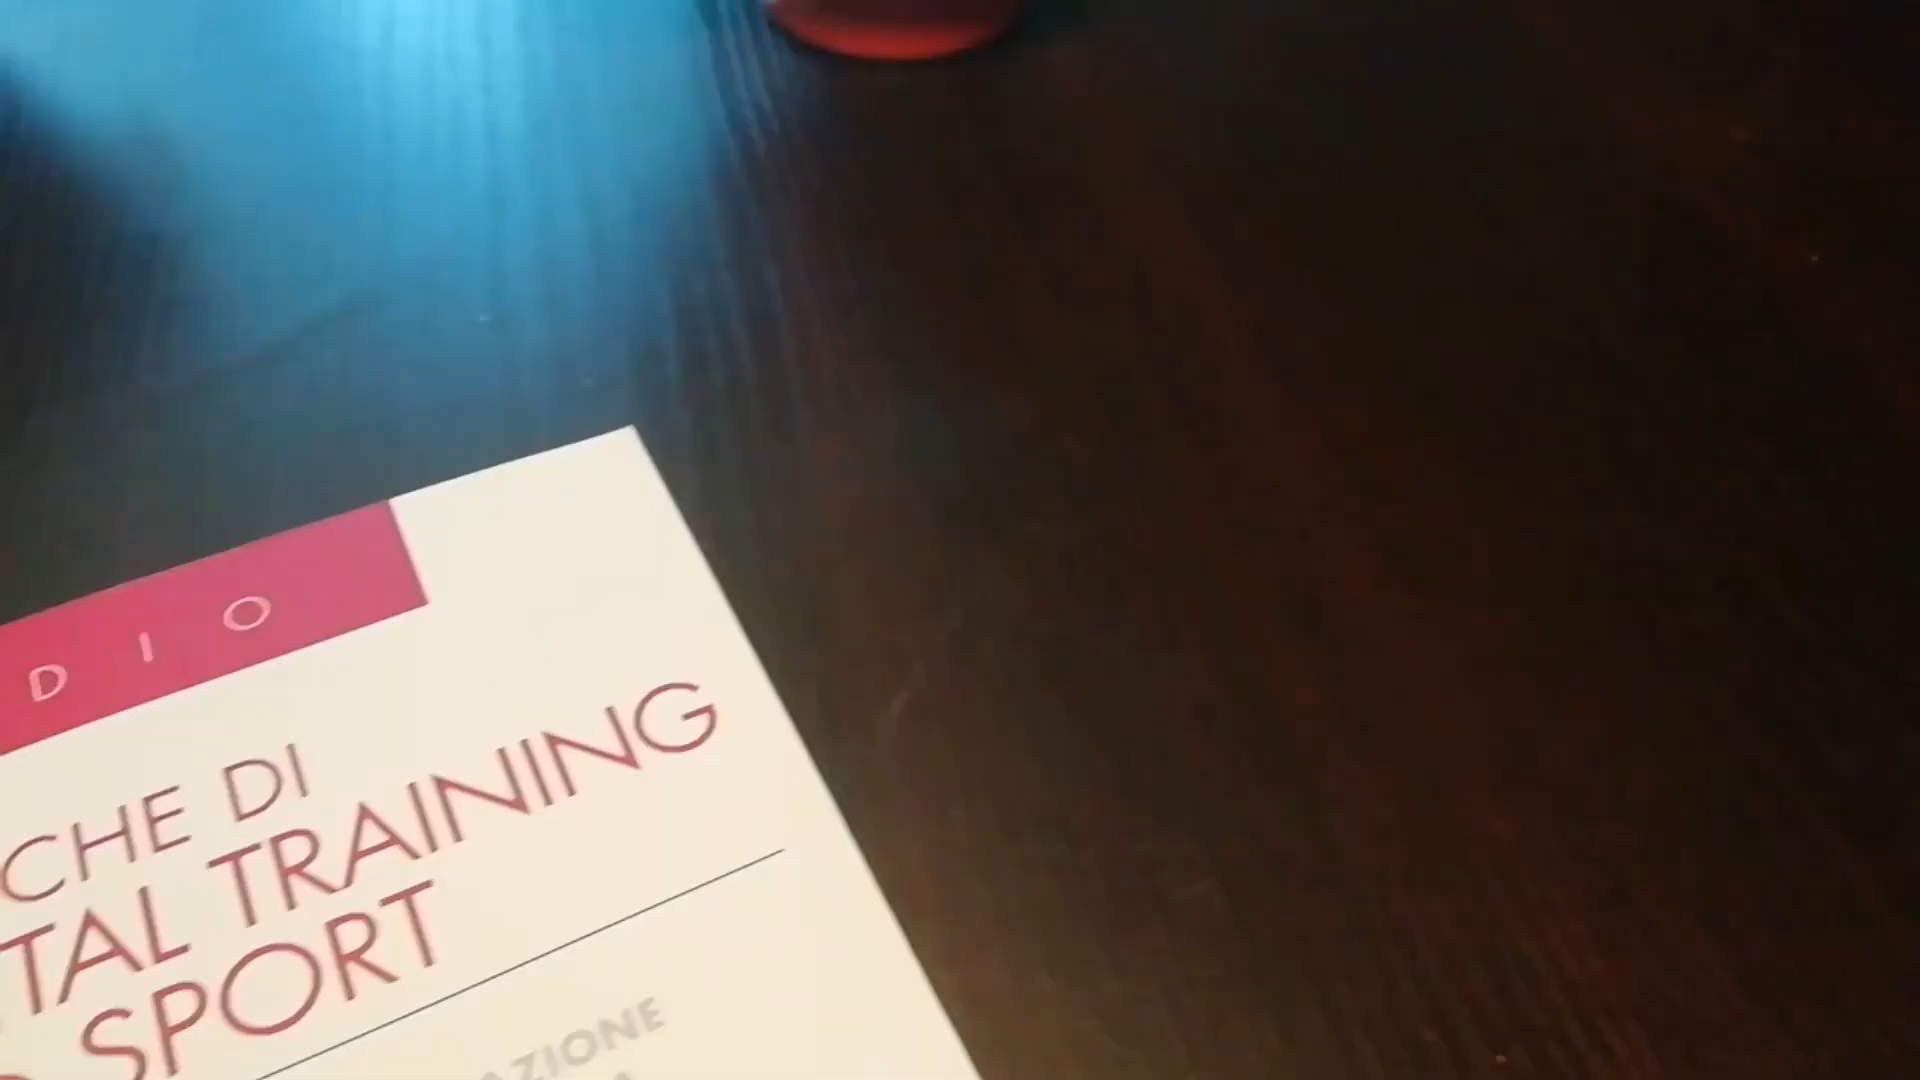 DIO
CHE DI
TAL TRAINING
SPORT
AZIONE